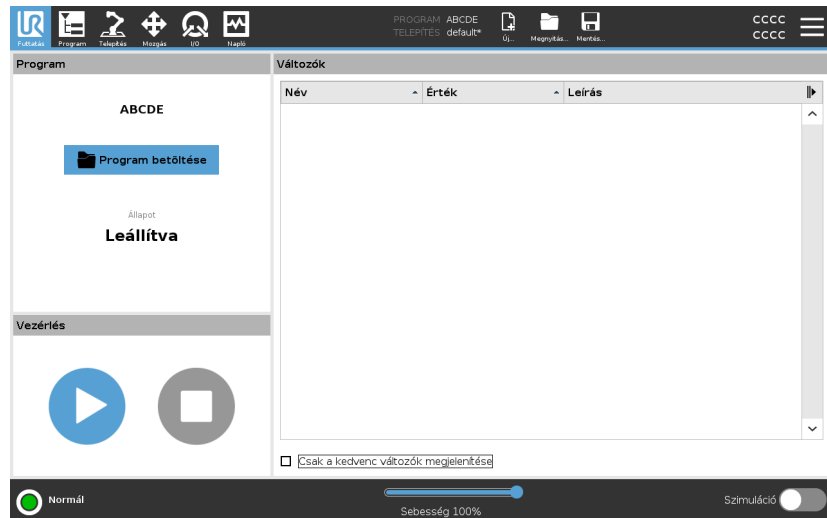 UR
Futtatás
Program
Telepítés
Mozgás
I/O
Napló
PROGRAM ABCDE
TELEPÍTÉS default*
Új...
Megnyitás...
Mentés...
CCCC
CCCC
Program
ABCDE
Program betöltése
Állapot
Leállítva
Vezérlés
Változók
Név
Érték
Leírás
Csak a kedvenc változók megjelenítése
Normál
Sebesség 100%
Szimuláció